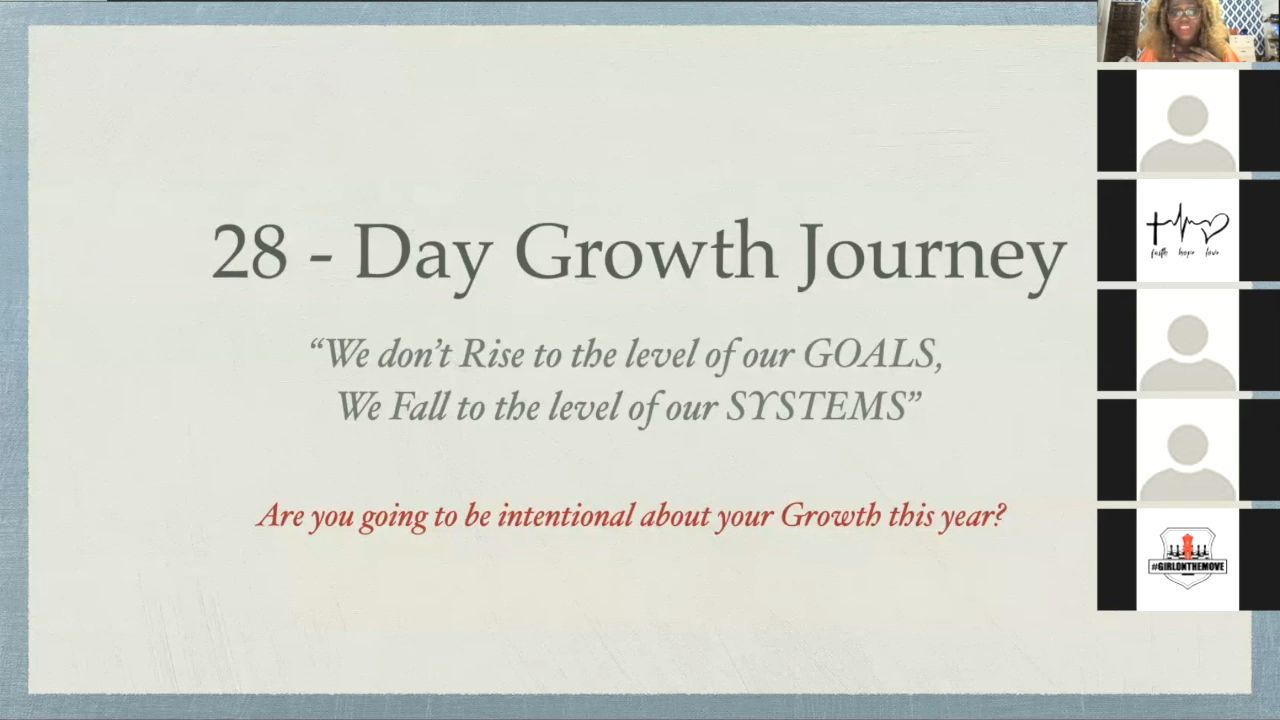 28 - Day Growth Journey
“We don’t Rise to the level of our GOALS,
We Fall to the level of our SYSTEMS”
Are you going to be intentional about your Growth this year?
faith hope love
#GIRLONTHEMOVE